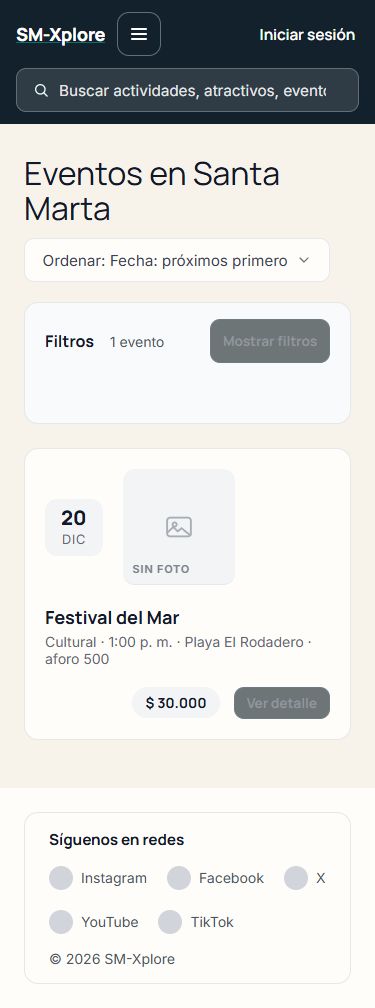 SM-Xplore
Iniciar sesión
Buscar actividades, atractivos, evento
Eventos en Santa
Marta
Ordenar: Fecha: próximos primero
Filtros 1 evento Mostrar filtros
20
DIC
SIN FOTO
Festival del Mar
Cultural · 1:00 p. m. · Playa El Rodadero ·
aforo 500
$ 30.000 Ver detalle
Síguenos en redes
Instagram Facebook X
YouTube TikTok
© 2026 SM-Xplore